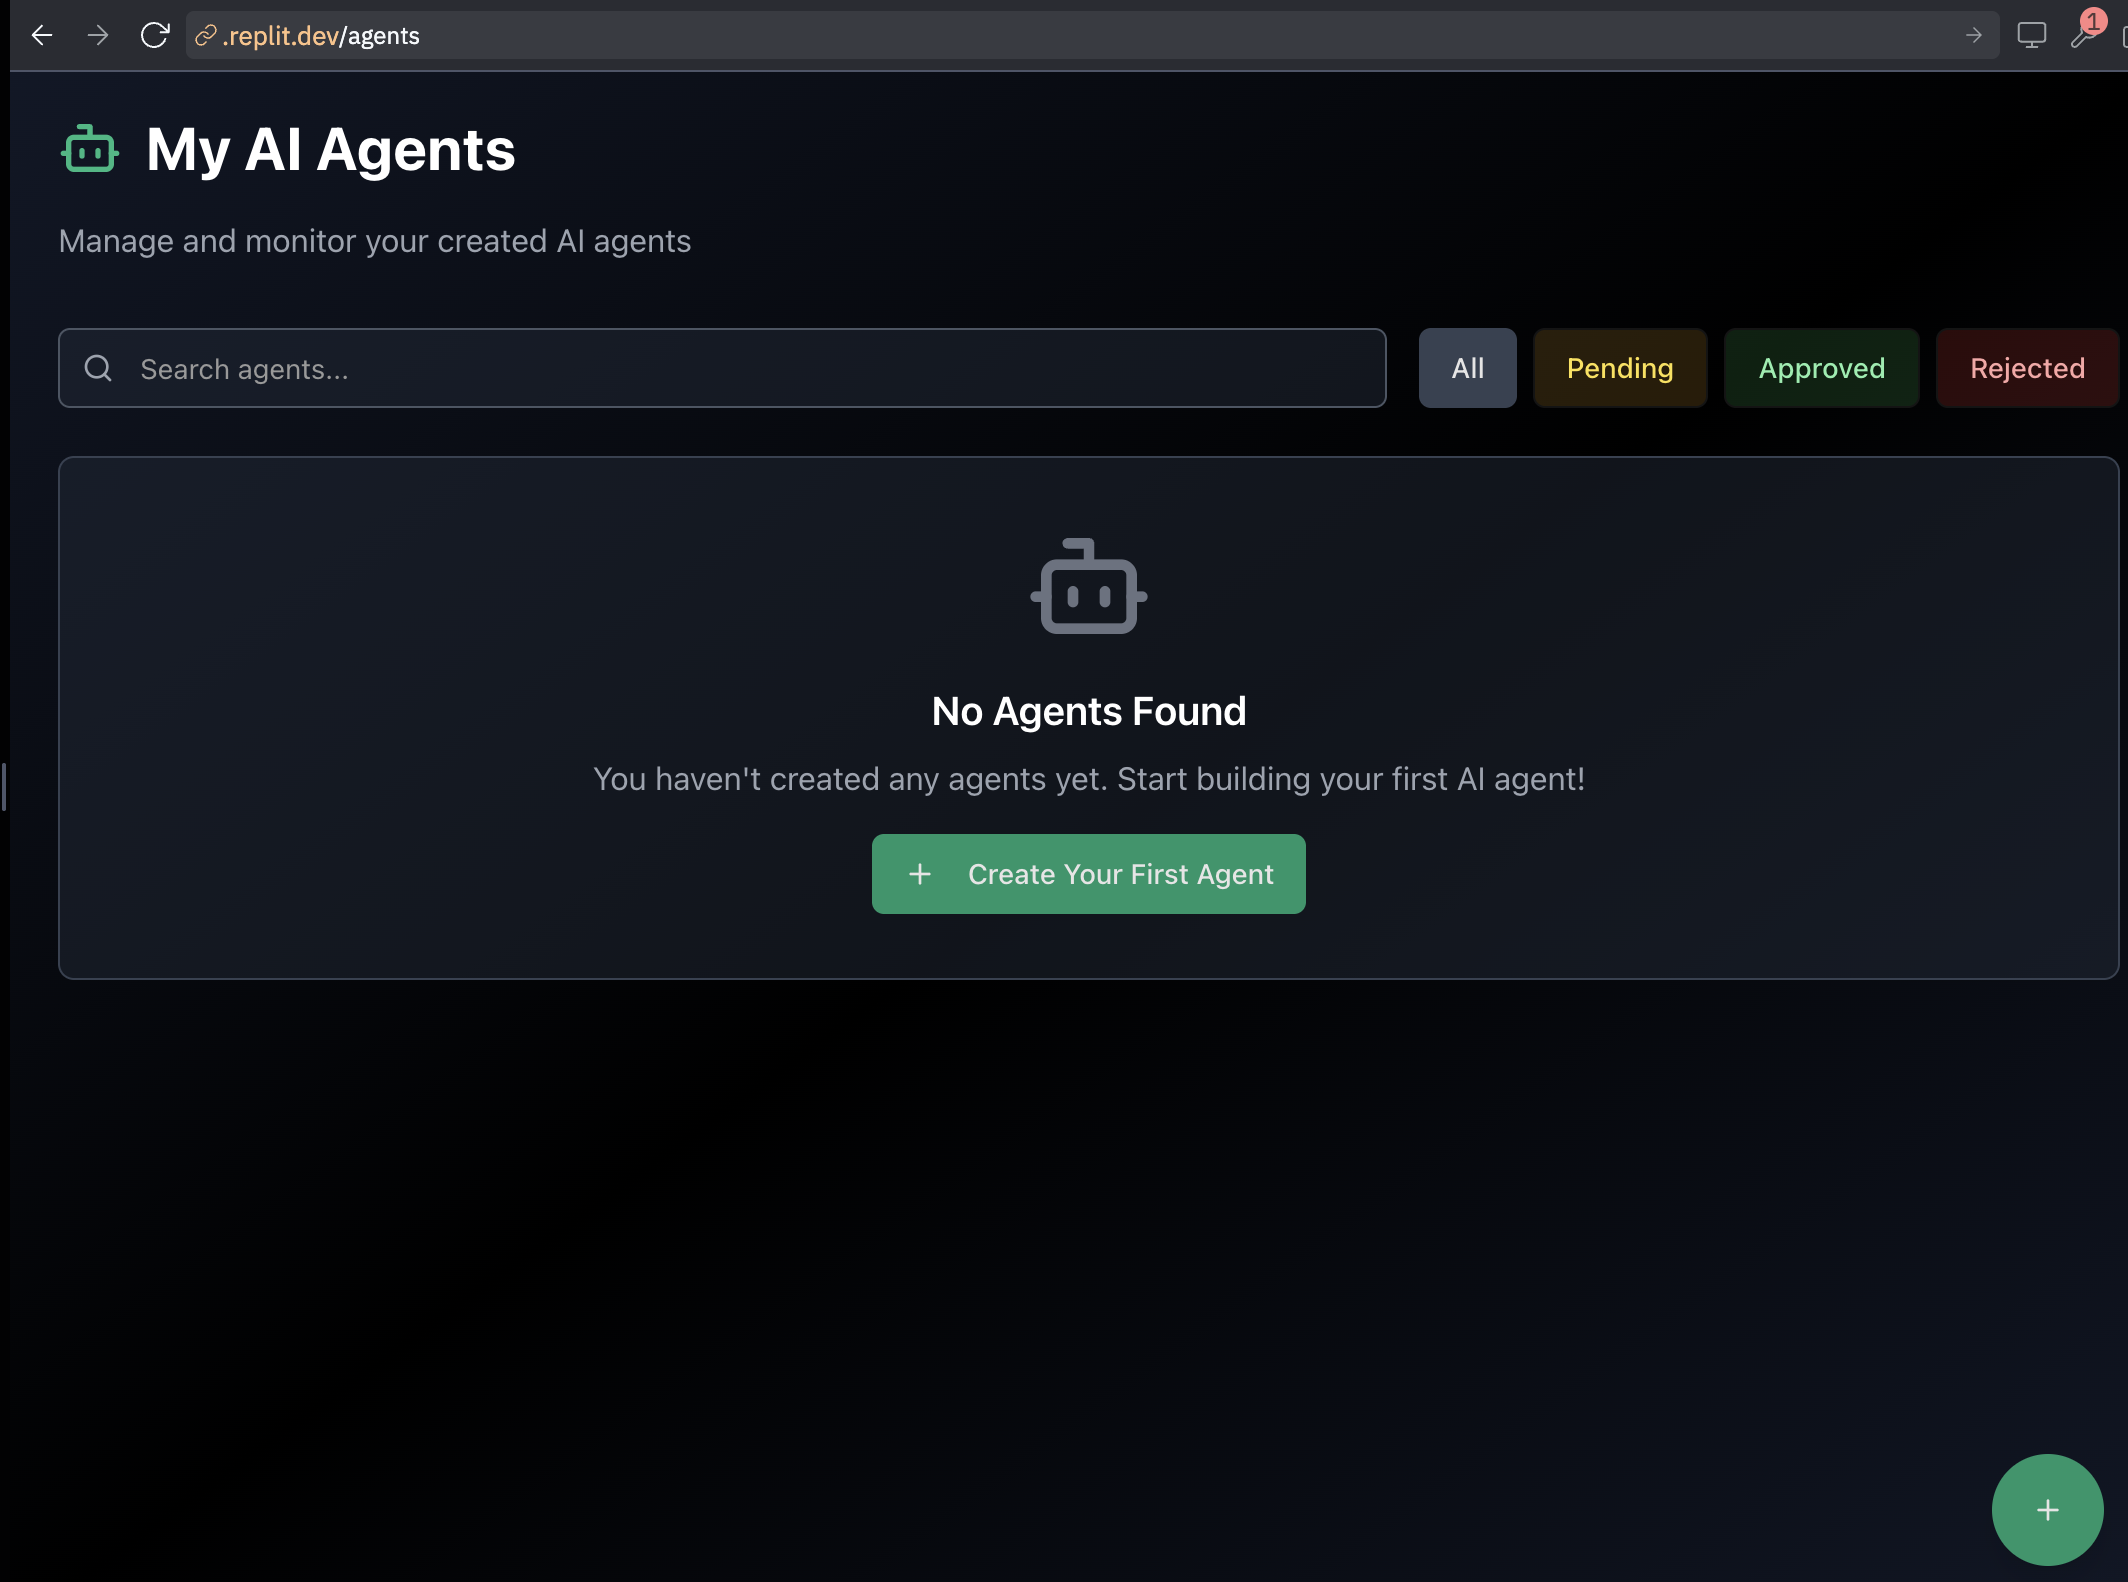 .replit.dev/agents
1
My AI Agents
Manage and monitor your created AI agents
Search agents...
All
Pending
Approved
Rejected
No Agents Found
You haven't created any agents yet. Start building your first AI agent!
+ Create Your First Agent
+